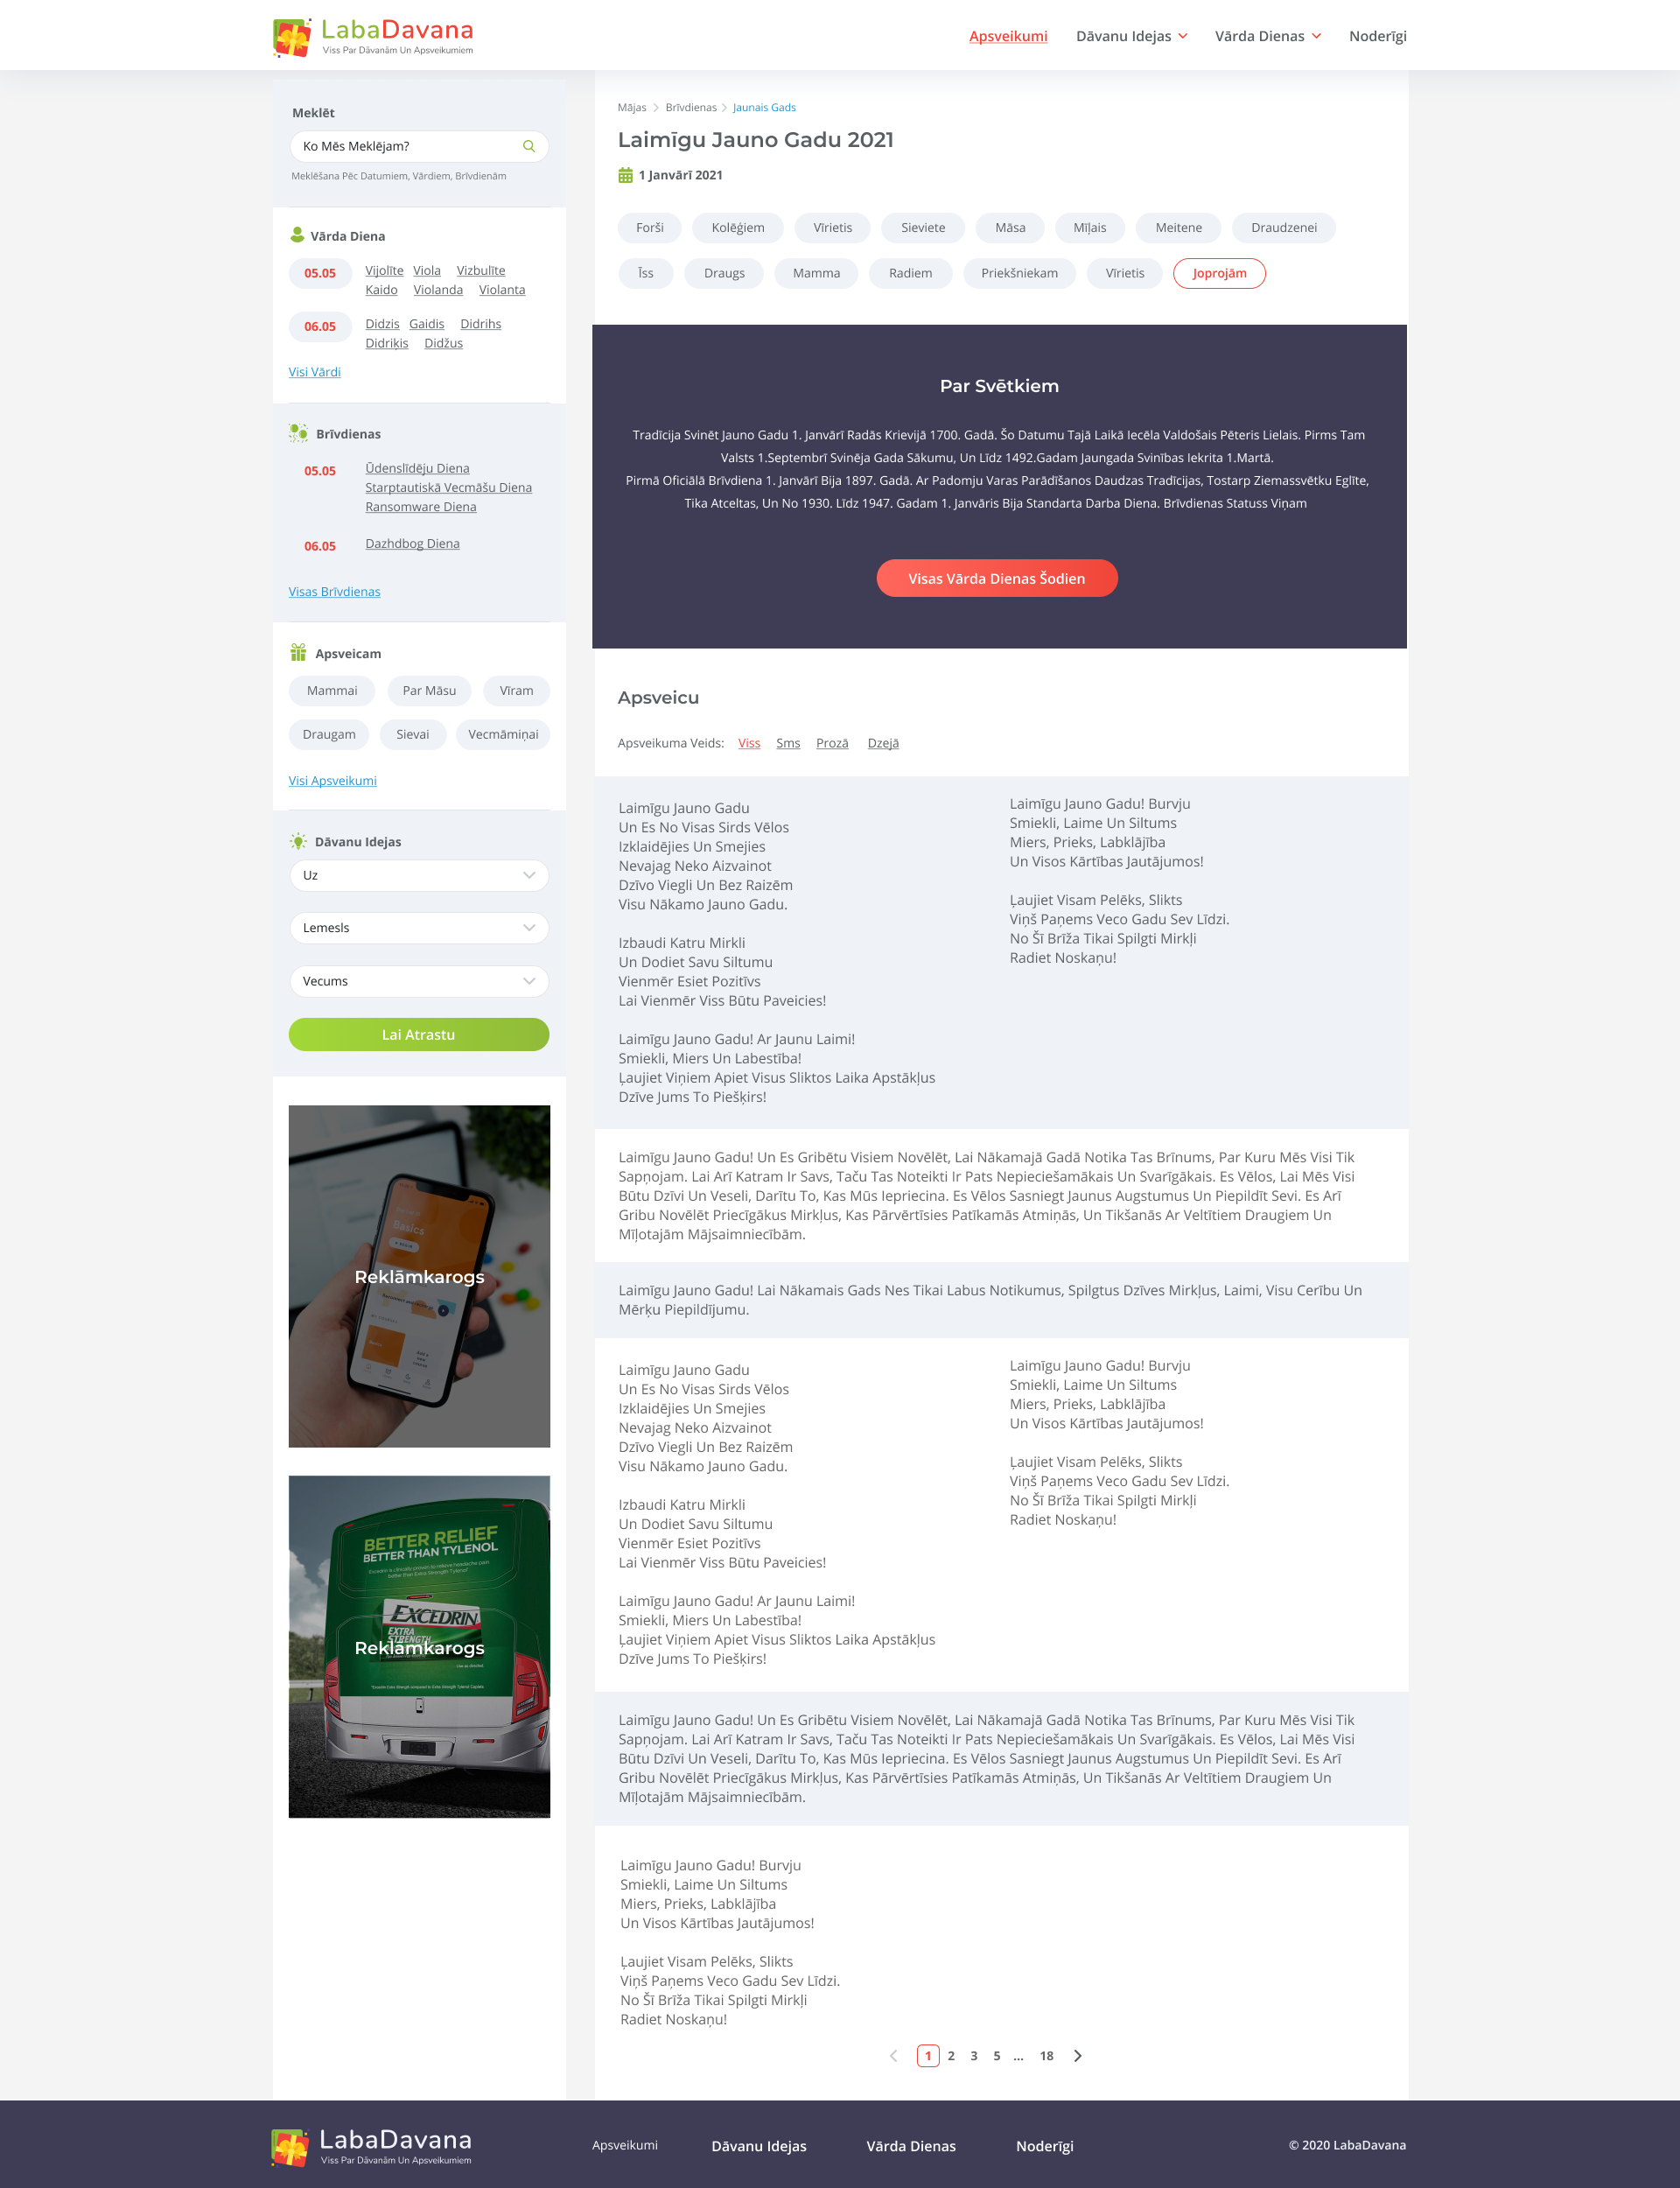 LabaDavana
Viss Par Dāvanām Un Apsveikumiem
Apsveikumi
Dāvanu Idejas
Vārda Dienas
Noderīgi
Meklēt
Ko Mēs Meklējam?
Meklēšana Pēc Datumiem, Vārdiem, Brīvdienām
Vārda Diena
05.05
Vijolīte Viola Vizbulīte
Kaido Violanda Violanta
06.05
Didzis Gaidis Didrihs
Didriķis Didžus
Visi Vārdi
Brīvdienas
05.05
Ūdenslīdēju Diena
Starptautiskā Vecmāšu Diena
Ransomware Diena
06.05
Dazhdbog Diena
Visas Brīvdienas
Apsveicam
Mammai Par Māsu Vīram
Draugam Sievai Vecmāmiņai
Visi Apsveikumi
Dāvanu Idejas
Uz
Lemesls
Vecums
Lai Atrastu
Basics
Reklāmkarogs
BETTER RELIEF
BETTER THAN TYLENOL
EXCEDRIN
EXTRA
STRENGTH
Reklāmkarogs
Mājas Brīvdienas Jaunais Gads
Laimīgu Jauno Gadu 2021
1 Janvārī 2021
Forši Kolēģiem Vīrietis Sieviete Māsa Mīļais Meitene Draudzenei
Īss Draugs Mamma Radiem Priekšniekam Vīrietis Joprojām
Par Svētkiem
Tradīcija Svinēt Jauno Gadu 1. Janvārī Radās Krievijā 1700. Gadā. Šo Datumu Tajā Laikā Iecēla Valdošais Pēteris Lielais. Pirms Tam
Valsts 1.Septembrī Svinēja Gada Sākumu, Un Līdz 1492.Gadam Jaungada Svinības Iekrita 1.Martā.
Pirmā Oficiālā Brīvdiena 1. Janvārī Bija 1897. Gadā. Ar Padomju Varas Parādīšanos Daudzas Tradīcijas, Tostarp Ziemassvētku Eglīte,
Tika Atceltas, Un No 1930. Līdz 1947. Gadam 1. Janvāris Bija Standarta Darba Diena. Brīvdienas Statuss Viņam
Visas Vārda Dienas Šodien
Apsveicu
Apsveikuma Veids: Viss Sms Prozā Dzejā
Laimīgu Jauno Gadu
Un Es No Visas Sirds Vēlos
Izklaidējies Un Smejies
Nevajag Neko Aizvainot
Dzīvo Viegli Un Bez Raizēm
Visu Nākamo Jauno Gadu.
Izbaudi Katru Mirkli
Un Dodiet Savu Siltumu
Vienmēr Esiet Pozitīvs
Lai Vienmēr Viss Būtu Paveicies!
Laimīgu Jauno Gadu! Ar Jaunu Laimi!
Smiekli, Miers Un Labestība!
Ļaujiet Viņiem Apiet Visus Sliktos Laika Apstākļus
Dzīve Jums To Piešķirs!
Laimīgu Jauno Gadu! Burvju
Smiekli, Laime Un Siltums
Miers, Prieks, Labklājība
Un Visos Kārtības Jautājumos!
Ļaujiet Visam Pelēks, Slikts
Viņš Paņems Veco Gadu Sev Līdzi.
No Šī Brīža Tikai Spilgti Mirkļi
Radiet Noskaņu!
Laimīgu Jauno Gadu! Un Es Gribētu Visiem Novēlēt, Lai Nākamajā Gadā Notika Tas Brīnums, Par Kuru Mēs Visi Tik
Sapņojam. Lai Arī Katram Ir Savs, Taču Tas Noteikti Ir Pats Nepieciešamākais Un Svarīgākais. Es Vēlos, Lai Mēs Visi
Būtu Dzīvi Un Veseli, Darītu To, Kas Mūs Iepriecina. Es Vēlos Sasniegt Jaunus Augstumus Un Piepildīt Sevi. Es Arī
Gribu Novēlēt Priecīgākus Mirkļus, Kas Pārvērtīsies Patīkamās Atmiņās, Un Tikšanās Ar Veltītiem Draugiem Un
Mīļotajām Mājsaimniecībām.
Laimīgu Jauno Gadu! Lai Nākamais Gads Nes Tikai Labus Notikumus, Spilgtus Dzīves Mirkļus, Laimi, Visu Cerību Un
Mērķu Piepildījumu.
Laimīgu Jauno Gadu
Un Es No Visas Sirds Vēlos
Izklaidējies Un Smejies
Nevajag Neko Aizvainot
Dzīvo Viegli Un Bez Raizēm
Visu Nākamo Jauno Gadu.
Izbaudi Katru Mirkli
Un Dodiet Savu Siltumu
Vienmēr Esiet Pozitīvs
Lai Vienmēr Viss Būtu Paveicies!
Laimīgu Jauno Gadu! Ar Jaunu Laimi!
Smiekli, Miers Un Labestība!
Ļaujiet Viņiem Apiet Visus Sliktos Laika Apstākļus
Dzīve Jums To Piešķirs!
Laimīgu Jauno Gadu! Burvju
Smiekli, Laime Un Siltums
Miers, Prieks, Labklājība
Un Visos Kārtības Jautājumos!
Ļaujiet Visam Pelēks, Slikts
Viņš Paņems Veco Gadu Sev Līdzi.
No Šī Brīža Tikai Spilgti Mirkļi
Radiet Noskaņu!
Laimīgu Jauno Gadu! Un Es Gribētu Visiem Novēlēt, Lai Nākamajā Gadā Notika Tas Brīnums, Par Kuru Mēs Visi Tik
Sapņojam. Lai Arī Katram Ir Savs, Taču Tas Noteikti Ir Pats Nepieciešamākais Un Svarīgākais. Es Vēlos, Lai Mēs Visi
Būtu Dzīvi Un Veseli, Darītu To, Kas Mūs Iepriecina. Es Vēlos Sasniegt Jaunus Augstumus Un Piepildīt Sevi. Es Arī
Gribu Novēlēt Priecīgākus Mirkļus, Kas Pārvērtīsies Patīkamās Atmiņās, Un Tikšanās Ar Veltītiem Draugiem Un
Mīļotajām Mājsaimniecībām.
Laimīgu Jauno Gadu! Burvju
Smiekli, Laime Un Siltums
Miers, Prieks, Labklājība
Un Visos Kārtības Jautājumos!
Ļaujiet Visam Pelēks, Slikts
Viņš Paņems Veco Gadu Sev Līdzi.
No Šī Brīža Tikai Spilgti Mirkļi
Radiet Noskaņu!
1 2 3 5 ... 18
LabaDavana
Viss Par Dāvanām Un Apsveikumiem
Apsveikumi Dāvanu Idejas Vārda Dienas Noderīgi
© 2020 LabaDavana